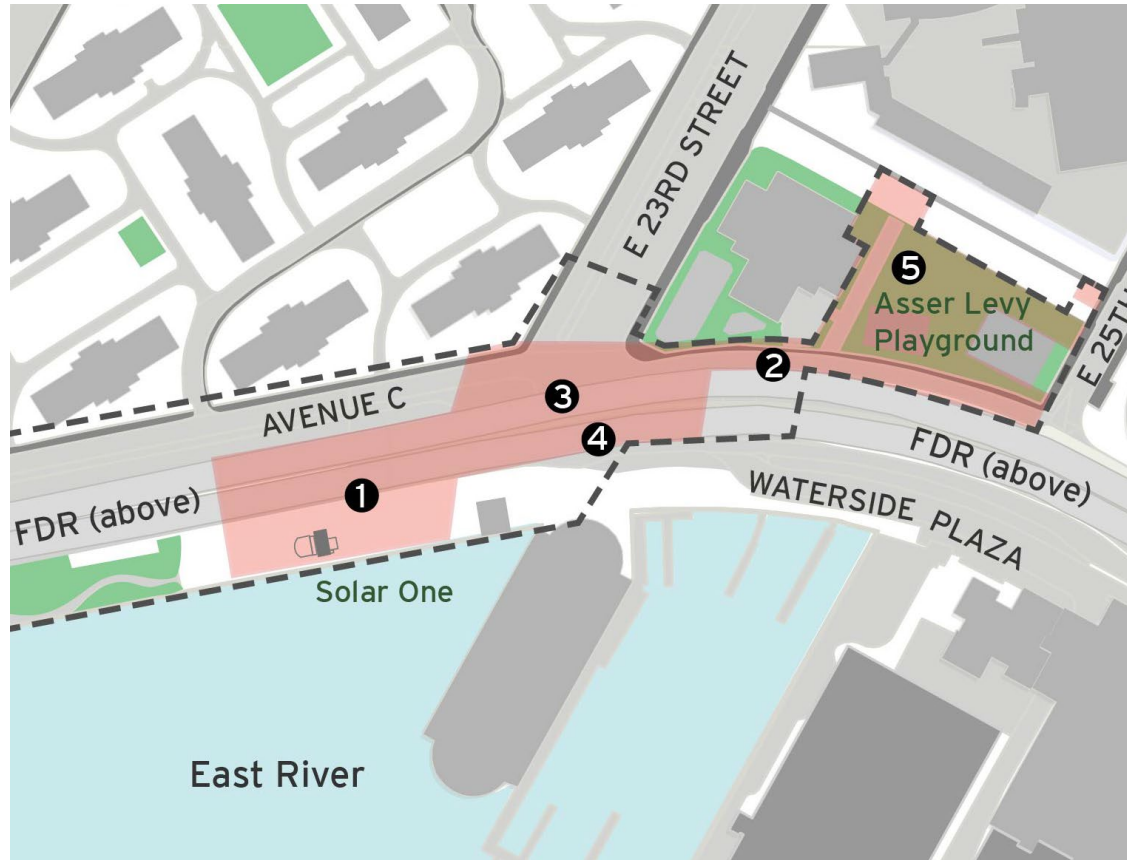 E 23RD STREET
5
Asser Levy
Playground
E 25TH
2
AVENUE C
3
4
FDR (above)
1
FDR (above)
WATERSIDE PLAZA
Solar One
East River